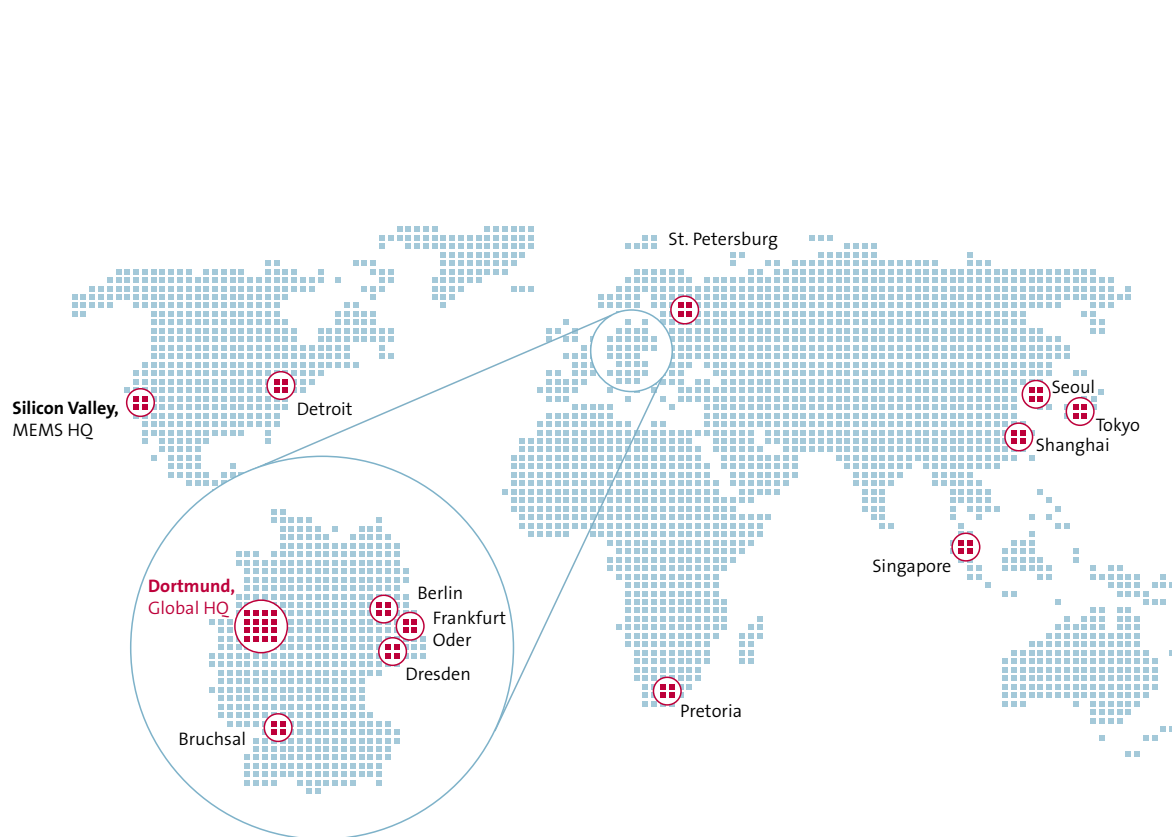 St. Petersburg
Silicon Valley,
MEMS HQ
Detroit
Seoul
Tokyo
Shanghai
Singapore
Pretoria
Dortmund,
Global HQ
Berlin
Frankfurt
Oder
Dresden
Bruchsal